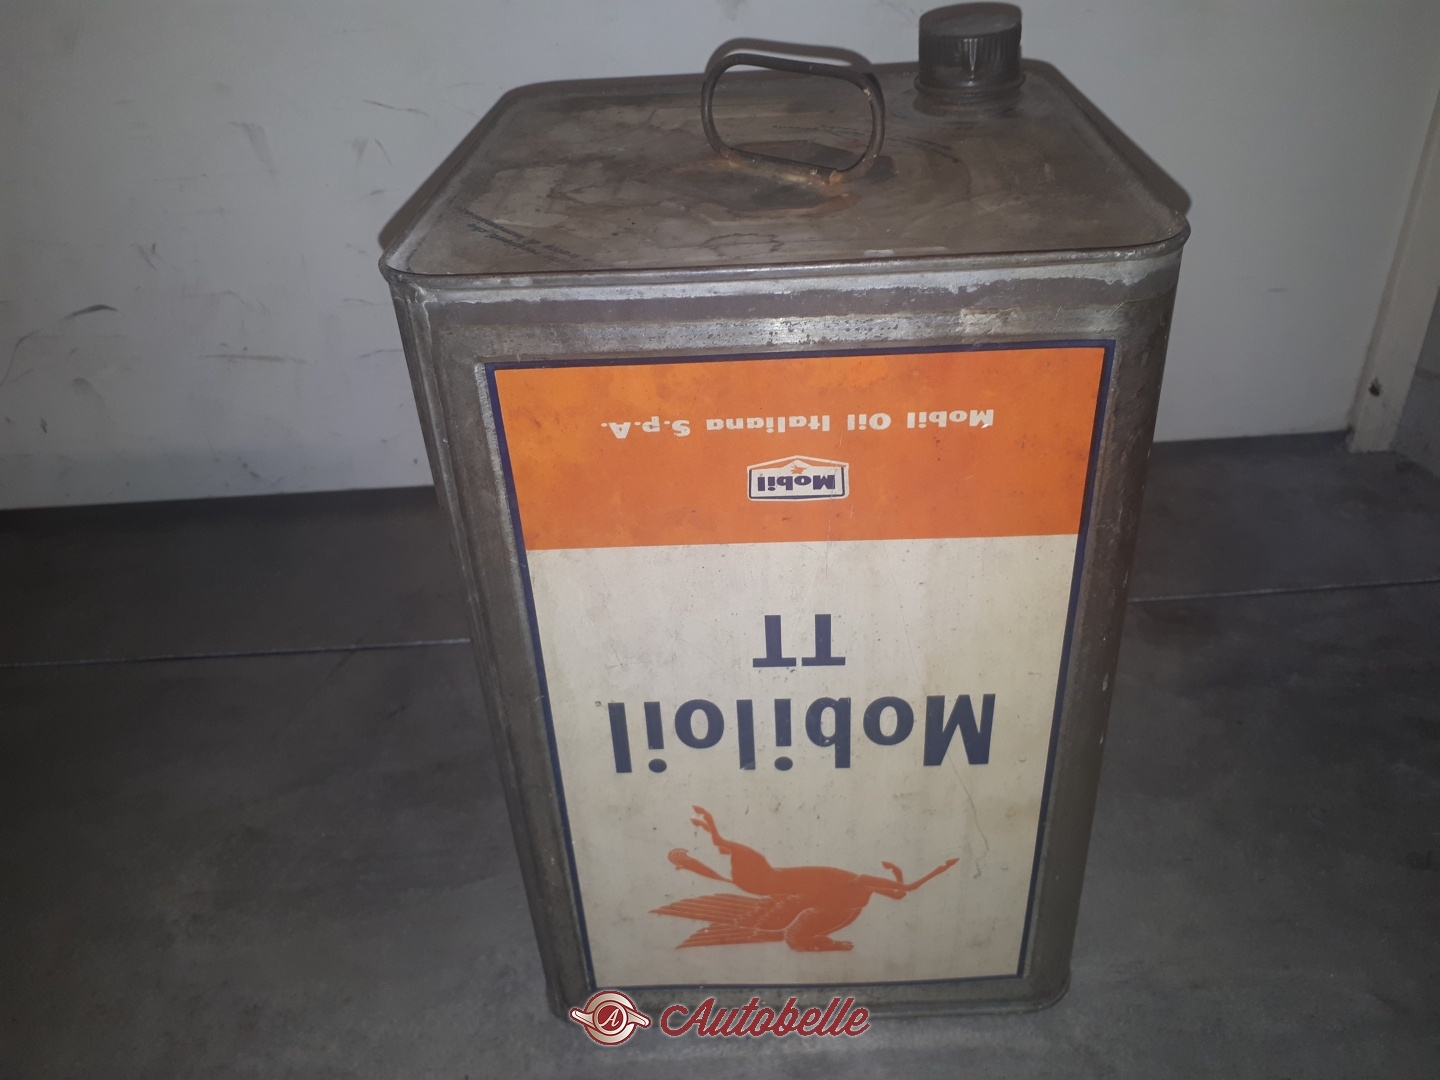 Mobiloil
TT
Mobil
Mobil Oil Italiana S.p.A.
Autobelle